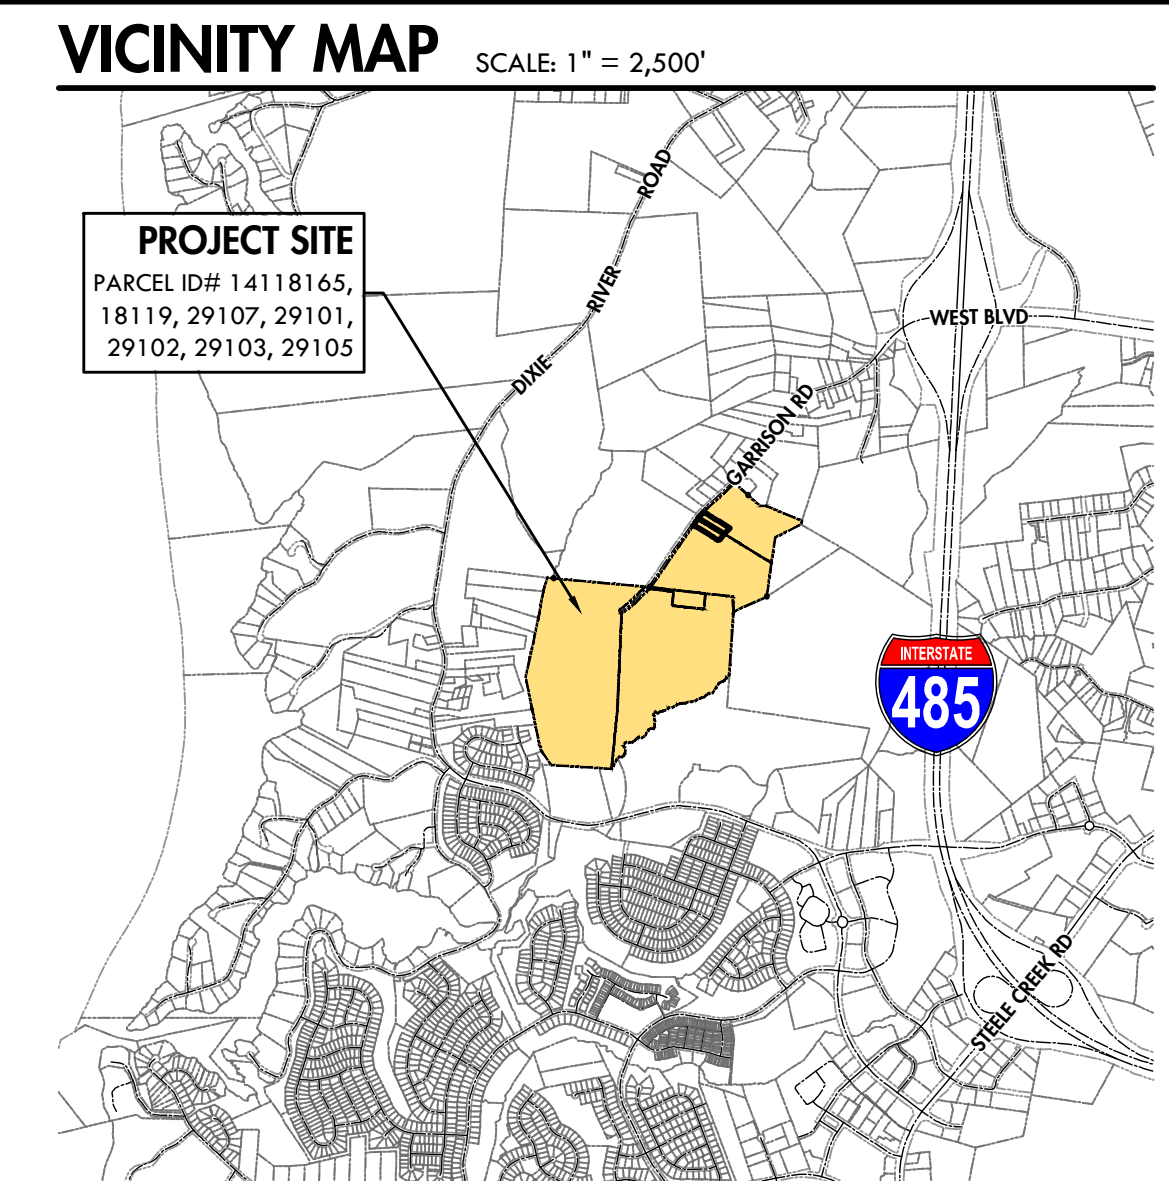 VICINITY MAP SCALE: 1" = 2,500'
PROJECT SITE
PARCEL ID# 14118165,
18119, 29107, 29101,
29102, 29103, 29105
DIXIE RIVER ROAD
WEST BLVD
GARRISON RD
INTERSTATE
485
STEELE CREEK RD